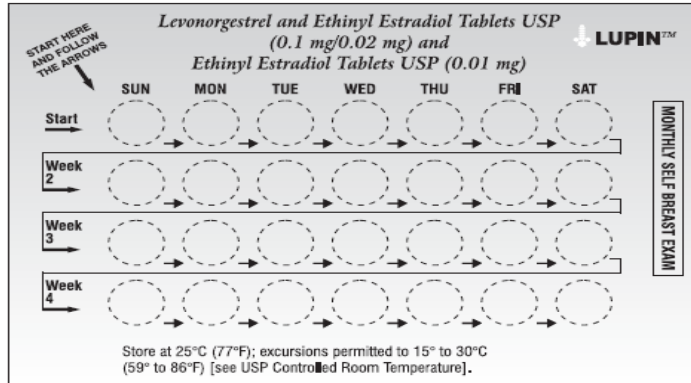 START HERE
AND FOLLOW
THE ARROWS
Levonorgestrel and Ethinyl Estradiol Tablets USP
(0.1 mg/0.02 mg) and
Ethinyl Estradiol Tablets USP (0.01 mg)
LUPIN™
SUN MON TUE WED THU FRI SAT
Start
Week
2
Week
3
Week
4
MONTHLY SELF BREAST EXAM
Store at 25°C (77°F); excursions permitted to 15° to 30°C
(59° to 86°F) [see USP Controlled Room Temperature].